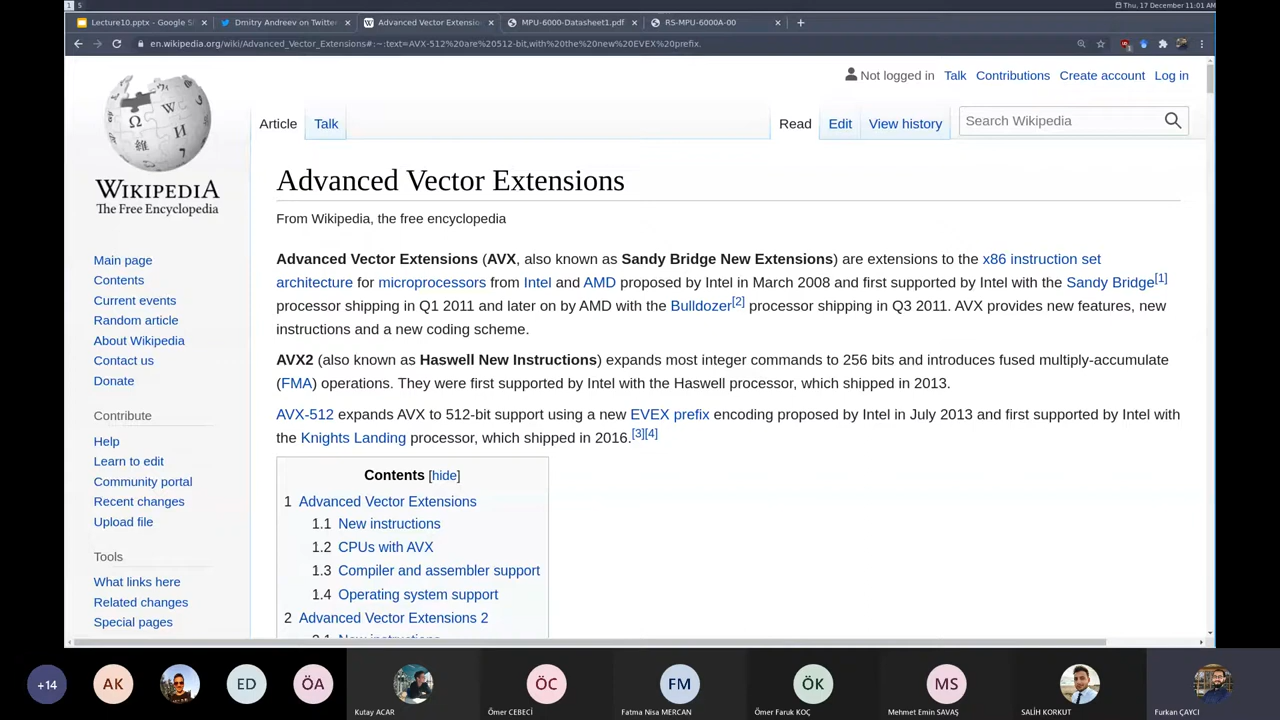 1 5
Thu, 17 December 11:01 AM
Lecture10.pptx - Google Sl
Dmitry Andreev on Twitter
Advanced Vector Extensio
MPU-6000-Datasheet1.pdf
RS-MPU-6000A-00
en.wikipedia.org/wiki/Advanced_Vector_Extensions#:~:text=AVX-512%20are%20512-bit,with%20the%20new%20EVEX%20prefix.
Not logged in Talk Contributions Create account Log in
Article Talk Read Edit View history Search Wikipedia
WIKIPEDIA
The Free Encyclopedia
Main page
Contents
Current events
Random article
About Wikipedia
Contact us
Donate
Contribute
Help
Learn to edit
Community portal
Recent changes
Upload file
Tools
What links here
Related changes
Special pages
Advanced Vector Extensions
From Wikipedia, the free encyclopedia
Advanced Vector Extensions (AVX, also known as Sandy Bridge New Extensions) are extensions to the x86 instruction set
architecture for microprocessors from Intel and AMD proposed by Intel in March 2008 and first supported by Intel with the Sandy Bridge[1]
processor shipping in Q1 2011 and later on by AMD with the Bulldozer[2] processor shipping in Q3 2011. AVX provides new features, new
instructions and a new coding scheme.
AVX2 (also known as Haswell New Instructions) expands most integer commands to 256 bits and introduces fused multiply-accumulate
(FMA) operations. They were first supported by Intel with the Haswell processor, which shipped in 2013.
AVX-512 expands AVX to 512-bit support using a new EVEX prefix encoding proposed by Intel in July 2013 and first supported by Intel with
the Knights Landing processor, which shipped in 2016.[3][4]
Contents [hide]
1 Advanced Vector Extensions
1.1 New instructions
1.2 CPUs with AVX
1.3 Compiler and assembler support
1.4 Operating system support
2 Advanced Vector Extensions 2
2.1 New instructions
+14 AK ED ÖA ÖC FM ÖK MS
Kutay ACAR Ömer CEBECİ Fatma Nisa MERCAN Ömer Faruk KOÇ Mehmet Emin SAVAŞ SALİH KORKUT Furkan ÇAYCI